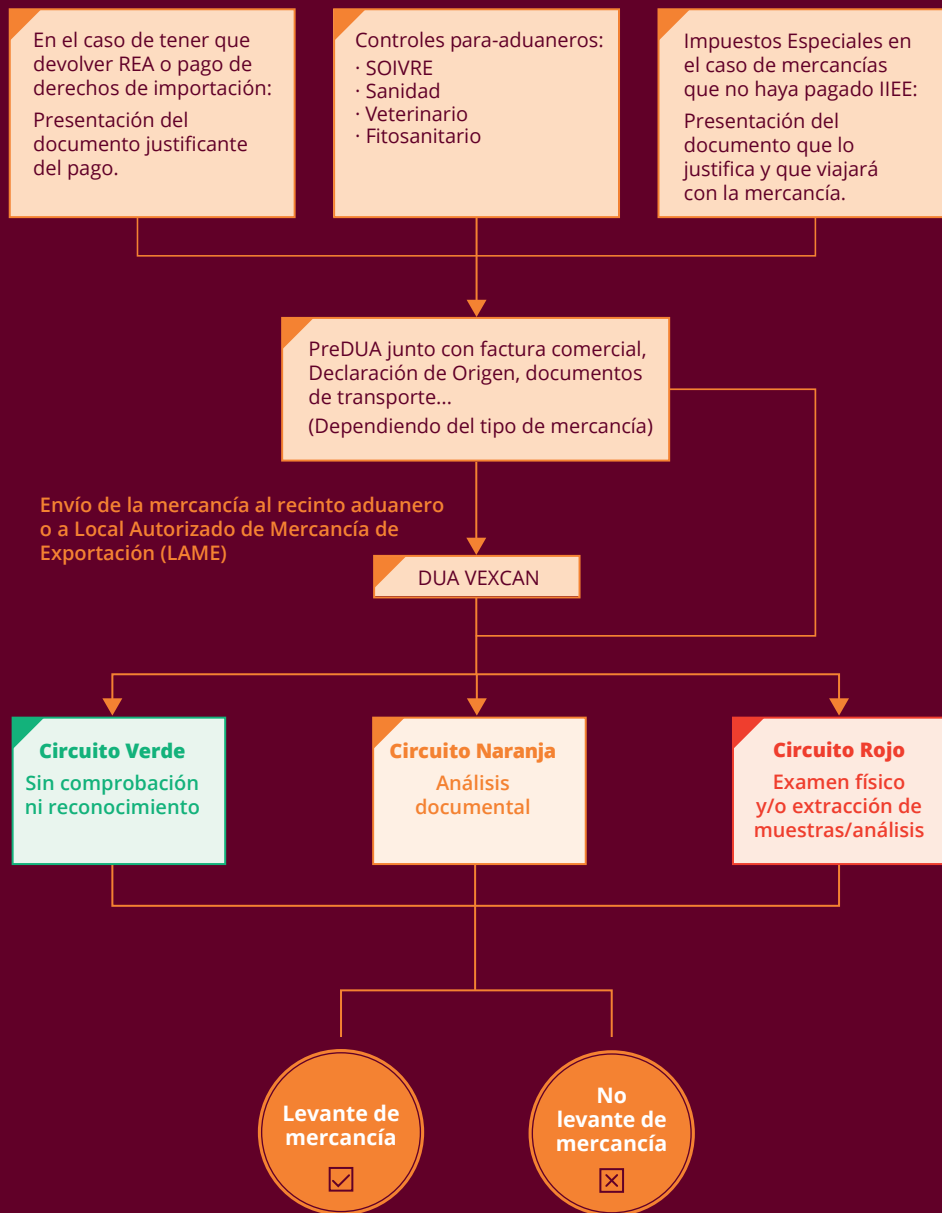 En el caso de tener que
devolver REA o pago de
derechos de importación:
Presentación del
documento justificante
del pago.
Controles para-aduaneros:
· SOIVRE
· Sanidad
· Veterinario
· Fitosanitario
Impuestos Especiales en
el caso de mercancías
que no haya pagado IIEE:
Presentación del
documento que lo
justifica y que viajará
con la mercancía.
PreDUA junto con factura comercial,
Declaración de Origen, documentos
de transporte...
(Dependiendo del tipo de mercancía)
Envío de la mercancía al recinto aduanero
o a Local Autorizado de Mercancía de
Exportación (LAME)
DUA VEXCAN
Circuito Verde
Sin comprobación
ni reconocimiento
Circuito Naranja
Análisis
documental
Circuito Rojo
Examen físico
y/o extracción de
muestras/análisis
Levante de
mercancía
No
levante de
mercancía